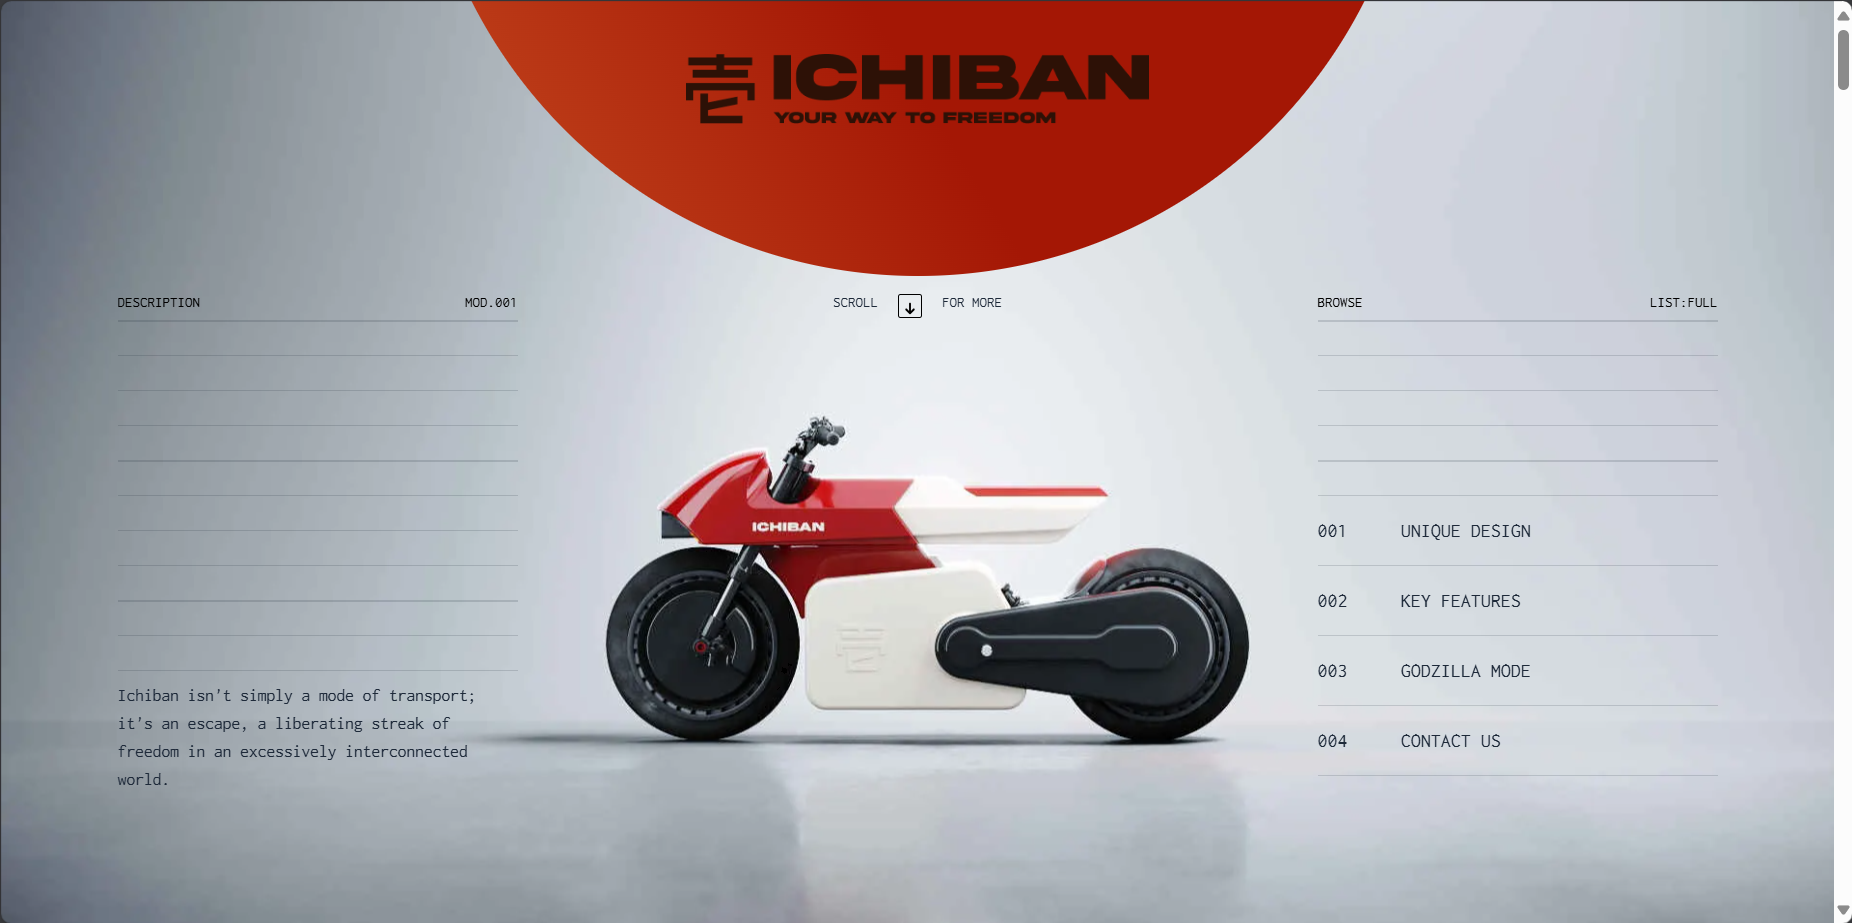 壱 ICHIBAN
YOUR WAY TO FREEDOM
DESCRIPTION MOD.001
SCROLL FOR MORE
BROWSE LIST:FULL
ICHIBAN
壱
001 UNIQUE DESIGN
002 KEY FEATURES
003 GODZILLA MODE
004 CONTACT US
Ichiban isn't simply a mode of transport;
it's an escape, a liberating streak of
freedom in an excessively interconnected
world.